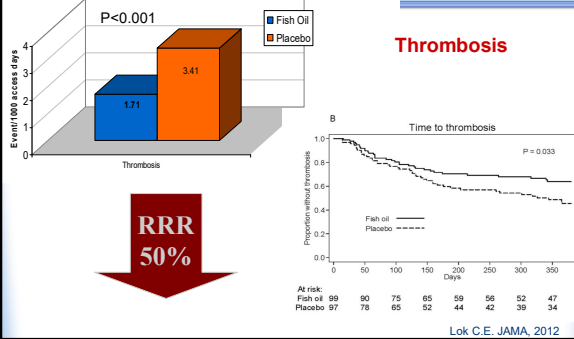 P<0.001
Fish Oil
Placebo
Thrombosis
Event/1000 access days
4
3
2
1
0
1.71
3.41
Thrombosis
RRR
50%
B
Time to thrombosis
P = 0.033
Proportion without thrombosis
1.0
0.8
0.6
0.4
0.2
0.0
Fish oil
Placebo
0 50 100 150 200 250 300 350
Days
At risk:
Fish oil 99 90 75 65 59 56 52 47
Placebo 97 78 65 52 44 42 39 34
Lok C.E. JAMA, 2012